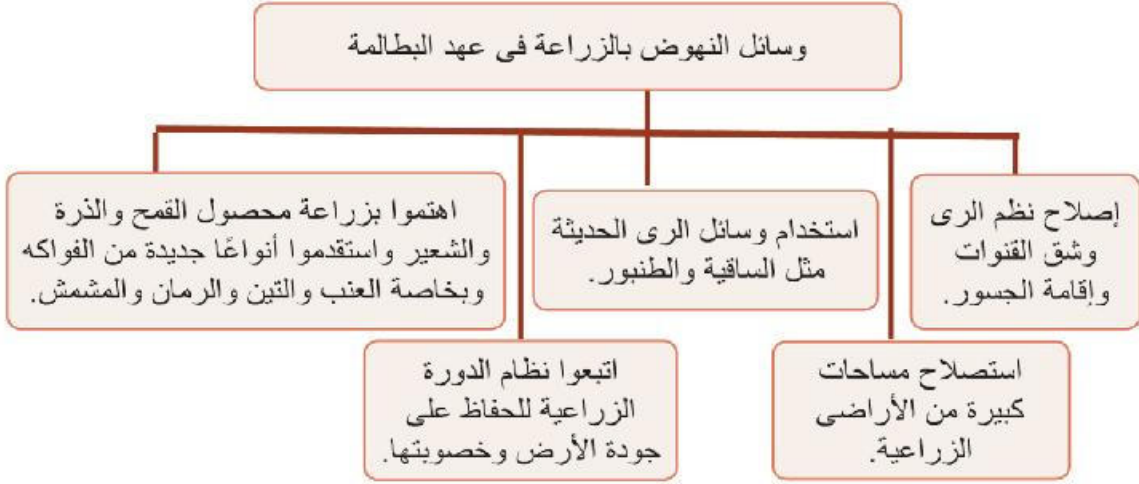 وسائل النهوض بالزراعة فى عهد البطالمة
إصلاح نظم الرى
وشق القنوات
وإقامة الجسور.
استصلاح مساحات
كبيرة من الأراضى
الزراعية.
استخدام وسائل الرى الحديثة
مثل الساقية والطنبور.
اتبعوا نظام الدورة
الزراعية للحفاظ على
جودة الأرض وخصوبتها.
اهتموا بزراعة محصول القمح والذرة
والشعير واستقدموا أنواعًا جديدة من الفواكه
وبخاصة العنب والتين والرمان والمشمش.